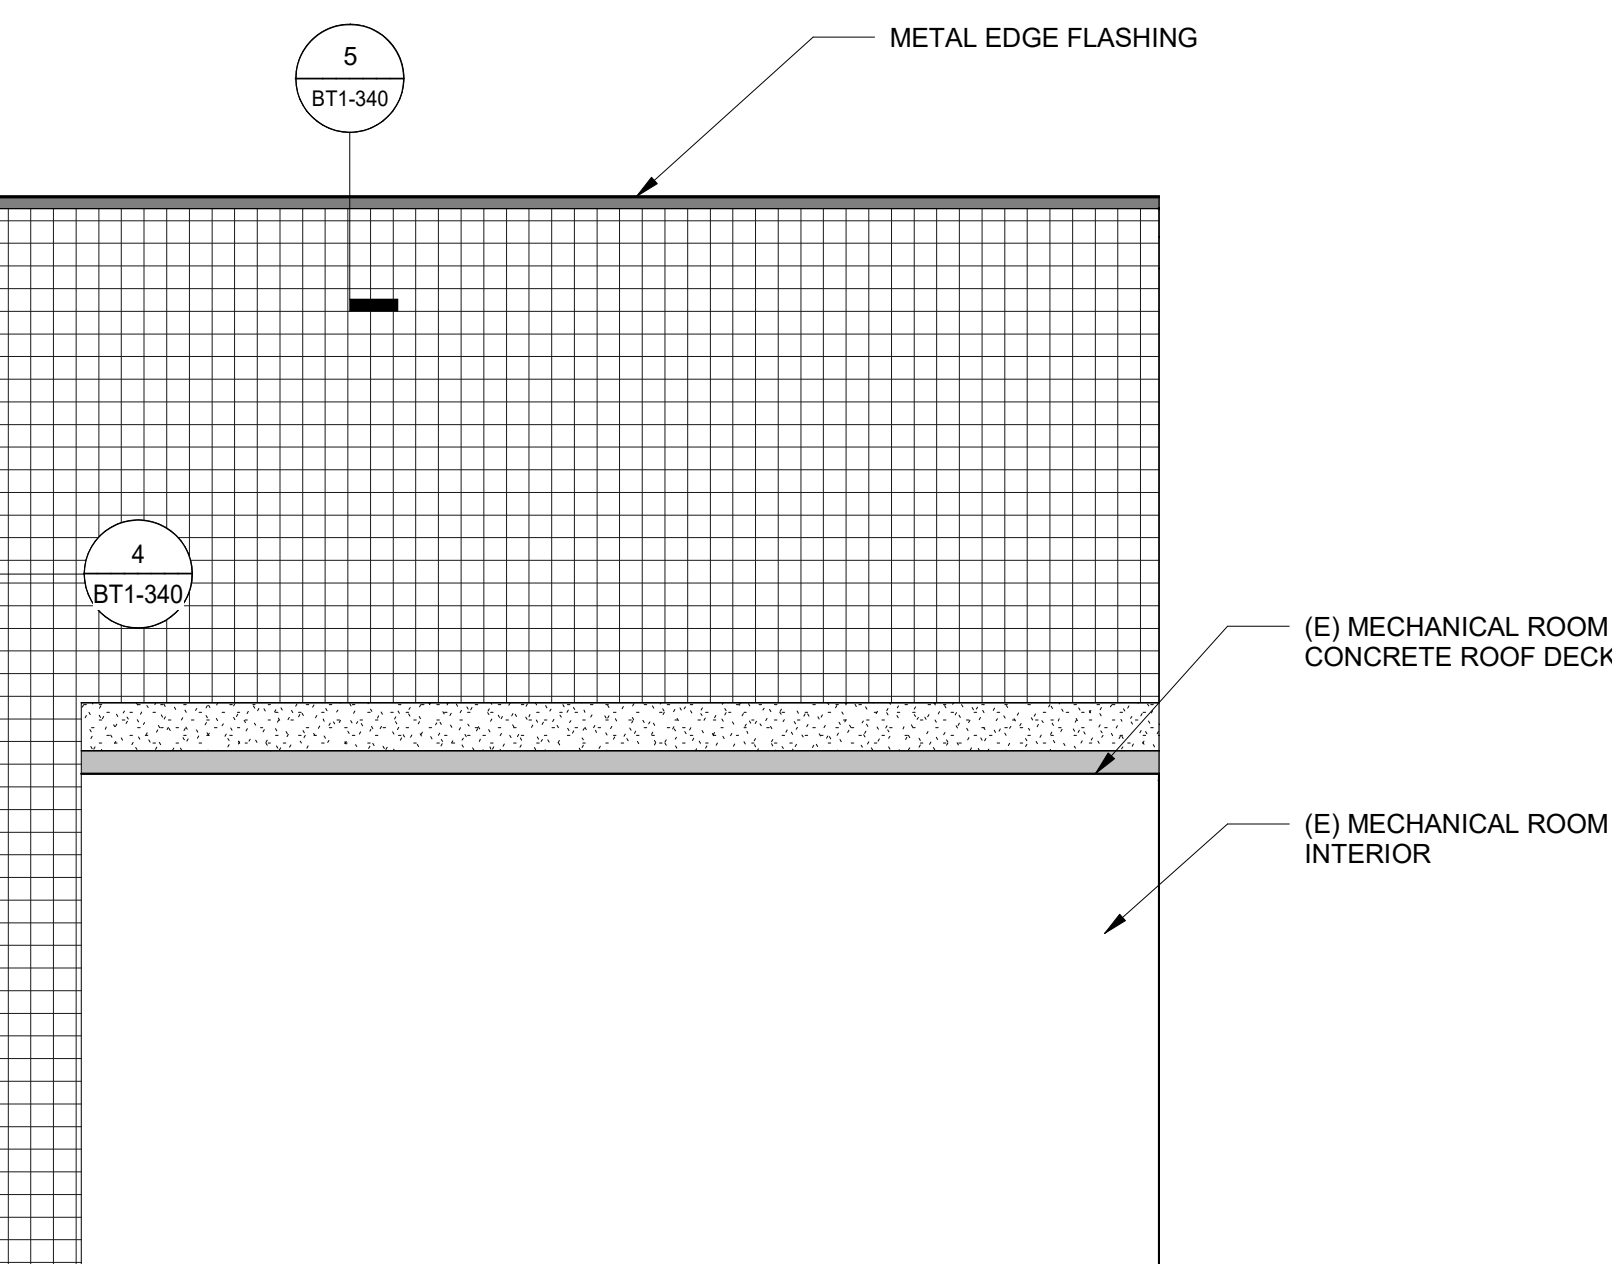 5
BT1-340
METAL EDGE FLASHING
4
BT1-340
(E) MECHANICAL ROOM
CONCRETE ROOF DECK
(E) MECHANICAL ROOM
INTERIOR